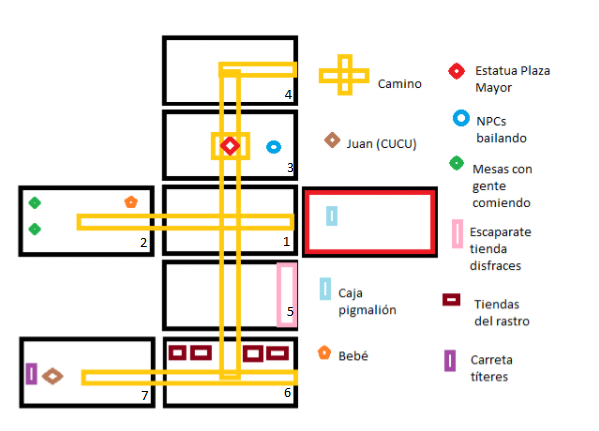 4
Camino
Estatua Plaza
Mayor
3
Juan (CUCU)
NPCs
bailando
Mesas con
gente
comiendo
2
1
Escaparate
tienda
disfraces
5
Caja
pigmalión
Tiendas
del rastro
Bebé
7
6
Carreta
títeres